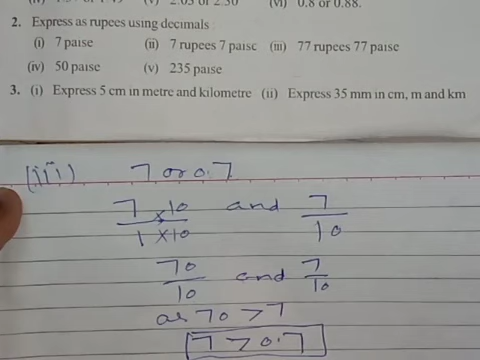 2. Express as rupees using decimals
(i) 7 paise (ii) 7 rupees 7 paise (iii) 77 rupees 77 paise
(iv) 50 paise (v) 235 paise
3. (i) Express 5 cm in metre and kilometre (ii) Express 35 mm in cm, m and km
(iii) 7 or 0.7
7 × 10 / 1 × 10 and 7 / 10
70 / 10 and 7 / 10
as 70 > 7
7 > 0.7